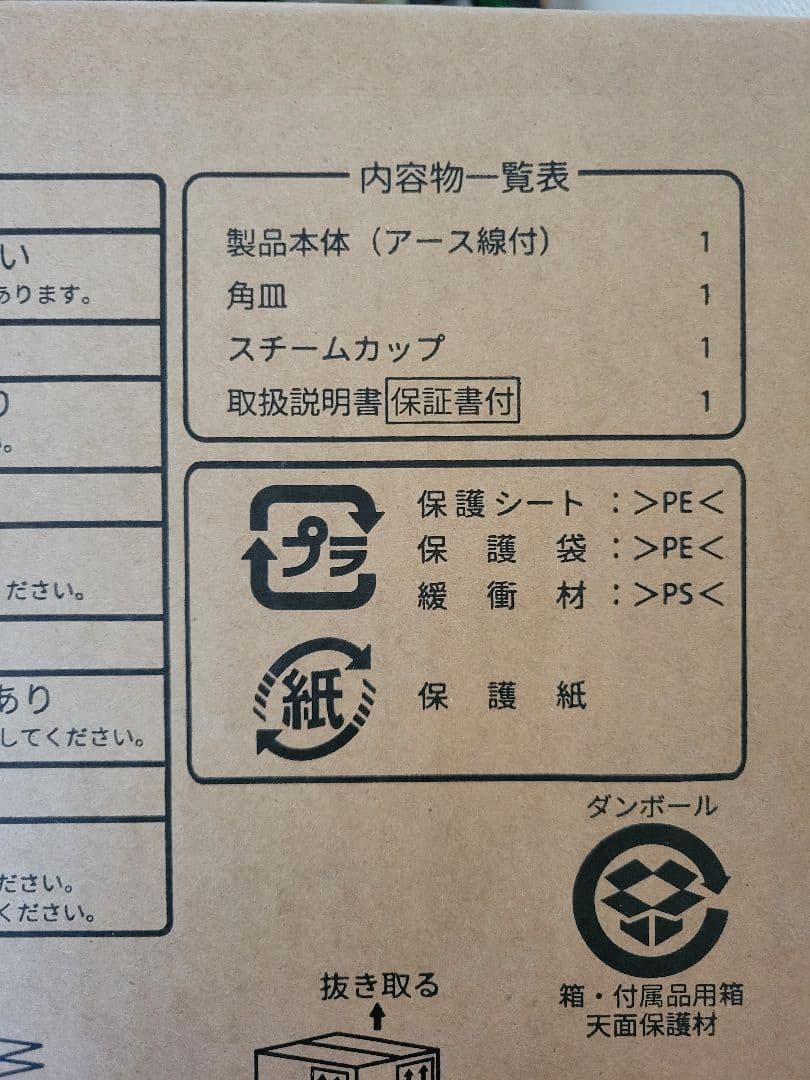 内容物一覧表
製品本体（アース線付） 1
角皿 1
スチームカップ 1
取扱説明書 保証書付 1
プラ
保護シート：＞PE＜
保護袋：＞PE＜
緩衝材：＞PS＜
紙
保護紙
ダンボール
箱・付属品用箱
天面保護材
抜き取る
い
あります。
り
い。
ください。
あり
してください。
ださい。
ください。